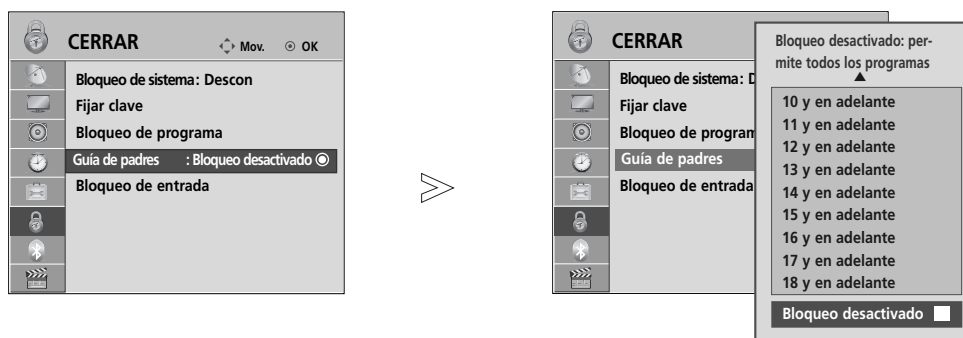 CERRAR
Mov. OK
Bloqueo de sistema: Descon
Fijar clave
Bloqueo de programa
Guía de padres : Bloqueo desactivado
Bloqueo de entrada
CERRAR
Bloqueo de sistema: D
Fijar clave
Bloqueo de program
Guía de padres
Bloqueo de entrada
Bloqueo desactivado: per-
mite todos los programas
10 y en adelante
11 y en adelante
12 y en adelante
13 y en adelante
14 y en adelante
15 y en adelante
16 y en adelante
17 y en adelante
18 y en adelante
Bloqueo desactivado